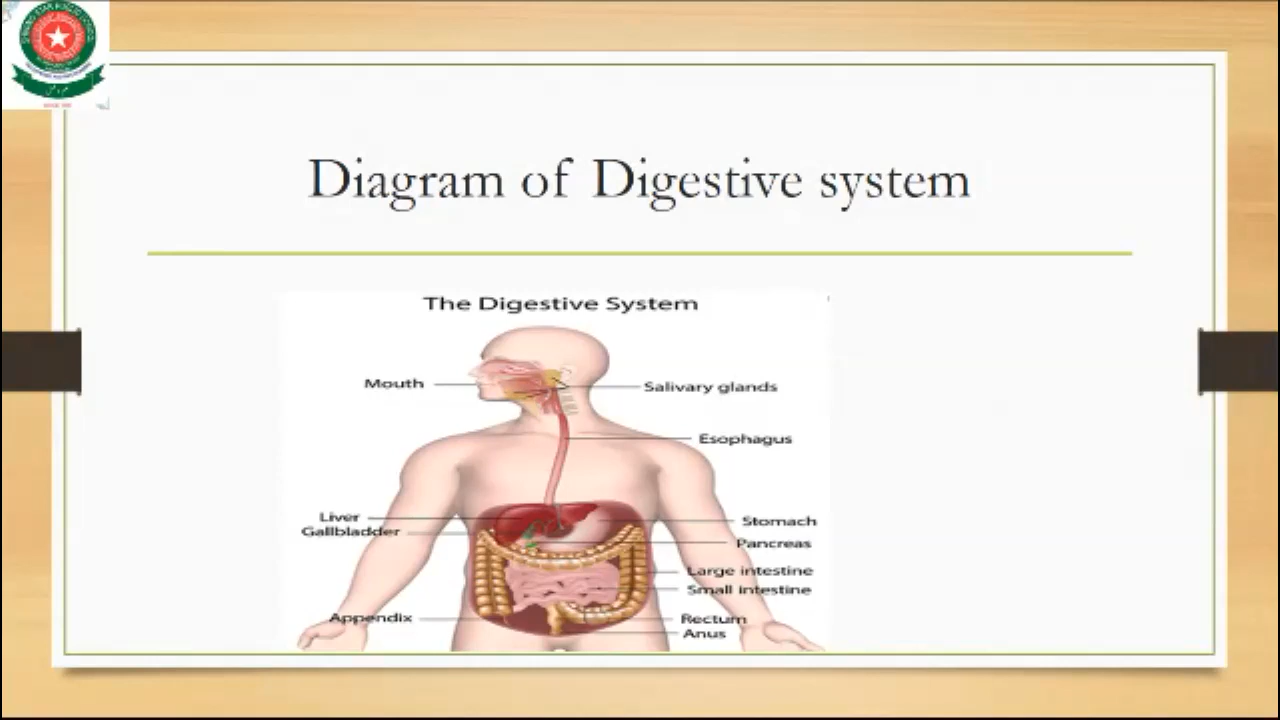 Diagram of Digestive system
The Digestive System
Mouth
Salivary glands
Esophagus
Liver
Gallbladder
Stomach
Pancreas
Large intestine
Small intestine
Appendix
Rectum
Anus